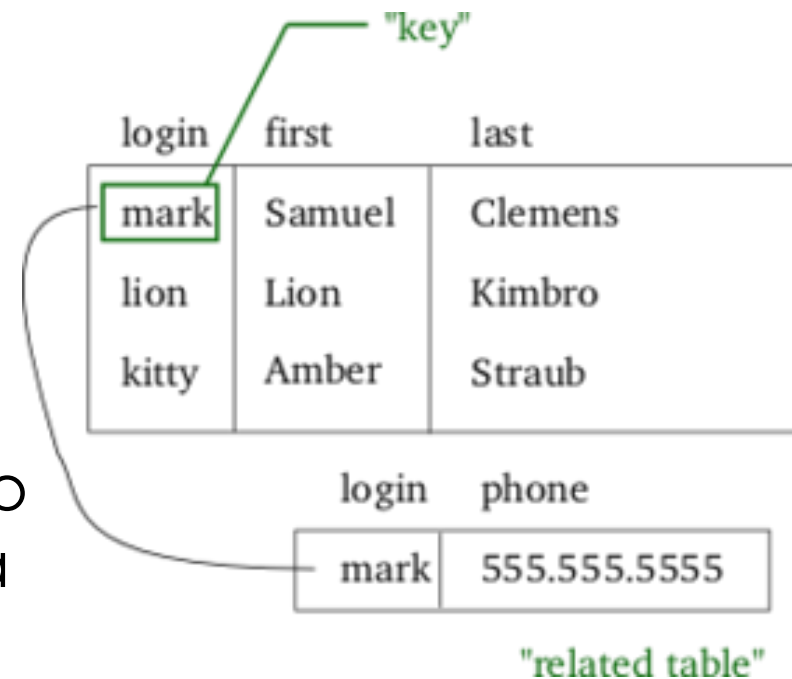 "key"
login first last
mark Samuel Clemens
lion Lion Kimbro
kitty Amber Straub
login phone
mark 555.555.5555
"related table"